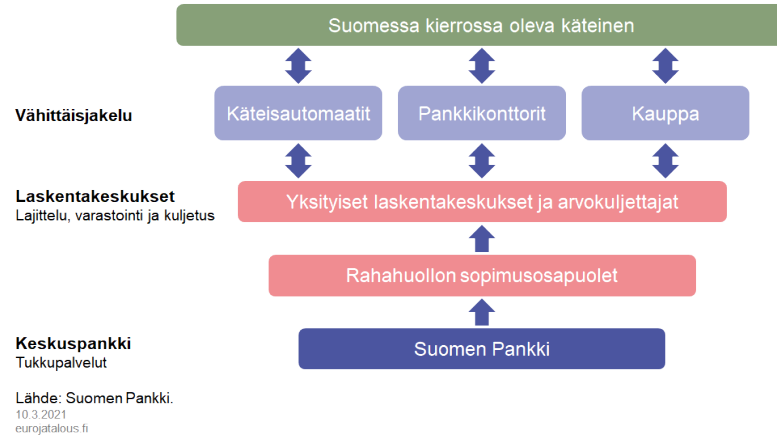 Suomessa kierrossa oleva käteinen
Vähittäisjakelu
Käteisautomaatit
Pankkikonttorit
Kauppa
Laskentakeskukset
Lajittelu, varastointi ja kuljetus
Yksityiset laskentakeskukset ja arvokuljettajat
Rahahuollon sopimusosapuolet
Keskuspankki
Tukkupalvelut
Suomen Pankki
Lähde: Suomen Pankki.
10.3.2021
eurojatalous.fi